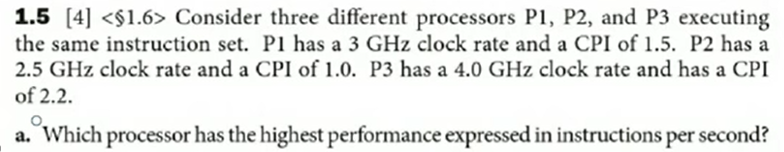 1.5 [4] <§1.6> Consider three different processors P1, P2, and P3 executing
the same instruction set. P1 has a 3 GHz clock rate and a CPI of 1.5. P2 has a
2.5 GHz clock rate and a CPI of 1.0. P3 has a 4.0 GHz clock rate and has a CPI
of 2.2.
a. Which processor has the highest performance expressed in instructions per second?